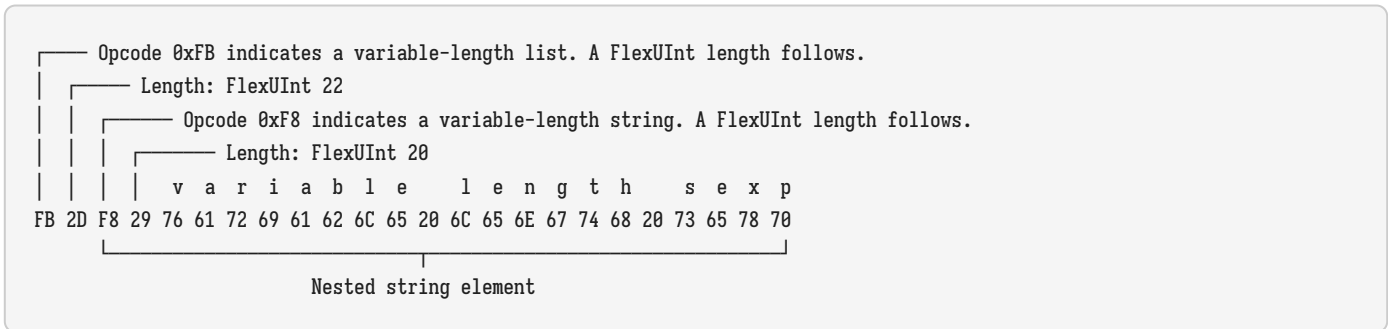 Opcode 0xFB indicates a variable-length list. A FlexUInt length follows.
Length: FlexUInt 22
Opcode 0xF8 indicates a variable-length string. A FlexUInt length follows.
Length: FlexUInt 20
v a r i a b l e l e n g t h s e x p
FB 2D F8 29 76 61 72 69 61 62 6C 65 20 6C 65 6E 67 74 68 20 73 65 78 70
Nested string element